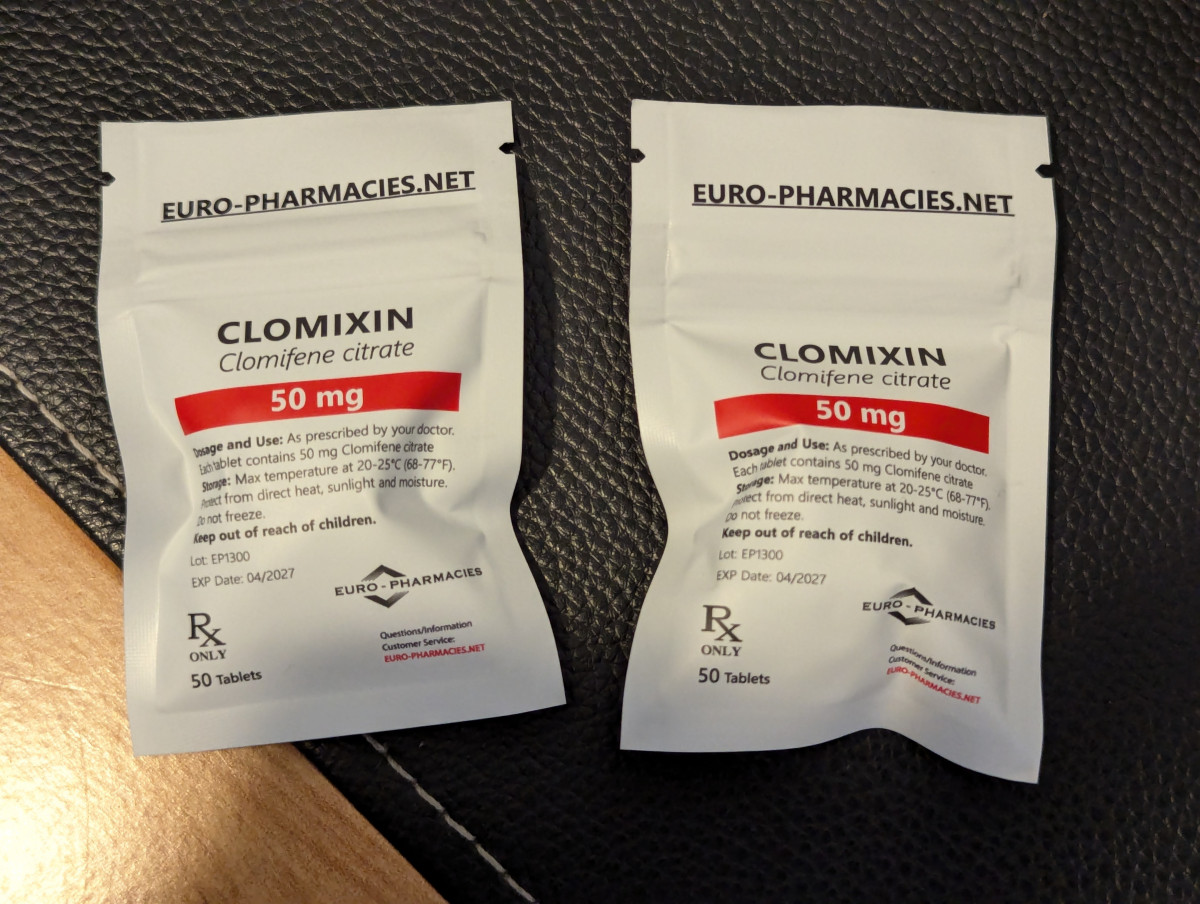 EURO-PHARMACIES.NET
CLOMIXIN
Clomifene citrate
50 mg
Dosage and Use: As prescribed by your doctor.
Each tablet contains 50 mg Clomifene citrate
Storage: Max temperature at 20-25°C (68-77°F).
Protect from direct heat, sunlight and moisture.
Do not freeze.
Keep out of reach of children.
Lot: EP1300
EXP Date: 04/2027
EURO-PHARMACIES
Rx
ONLY
Questions/Information
Customer Service:
EURO-PHARMACIES.NET
50 Tablets
EURO-PHARMACIES.NET
CLOMIXIN
Clomifene citrate
50 mg
Dosage and Use: As prescribed by your doctor.
Each tablet contains 50 mg Clomifene citrate
Storage: Max temperature at 20-25°C (68-77°F).
Protect from direct heat, sunlight and moisture.
Do not freeze.
Keep out of reach of children.
Lot: EP1300
EXP Date: 04/2027
EURO-PHARMACIES
Rx
ONLY
Questions/Information
Customer Service:
EURO-PHARMACIES.NET
50 Tablets